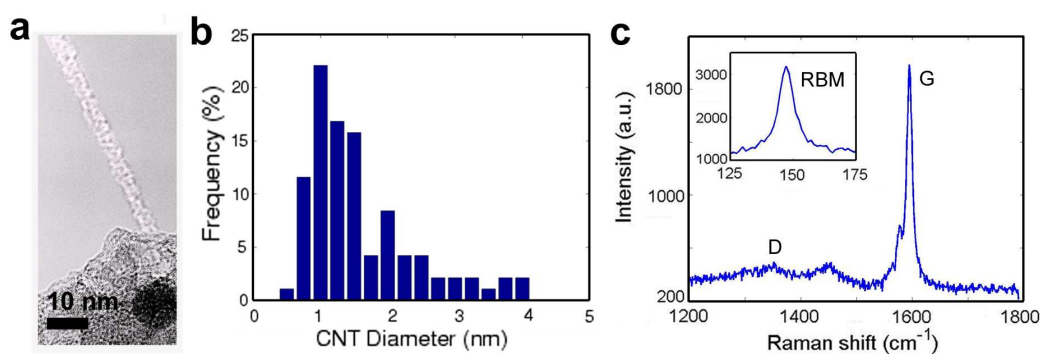 a
10 nm
b
Frequency (%)
25
20
15
10
5
0
0 1 2 3 4 5
CNT Diameter (nm)
c
Intensity (a.u.)
1800
1000
200
3000
2000
1000
125 150 175
RBM
G
D
1200 1400 1600 1800
Raman shift (cm⁻¹)